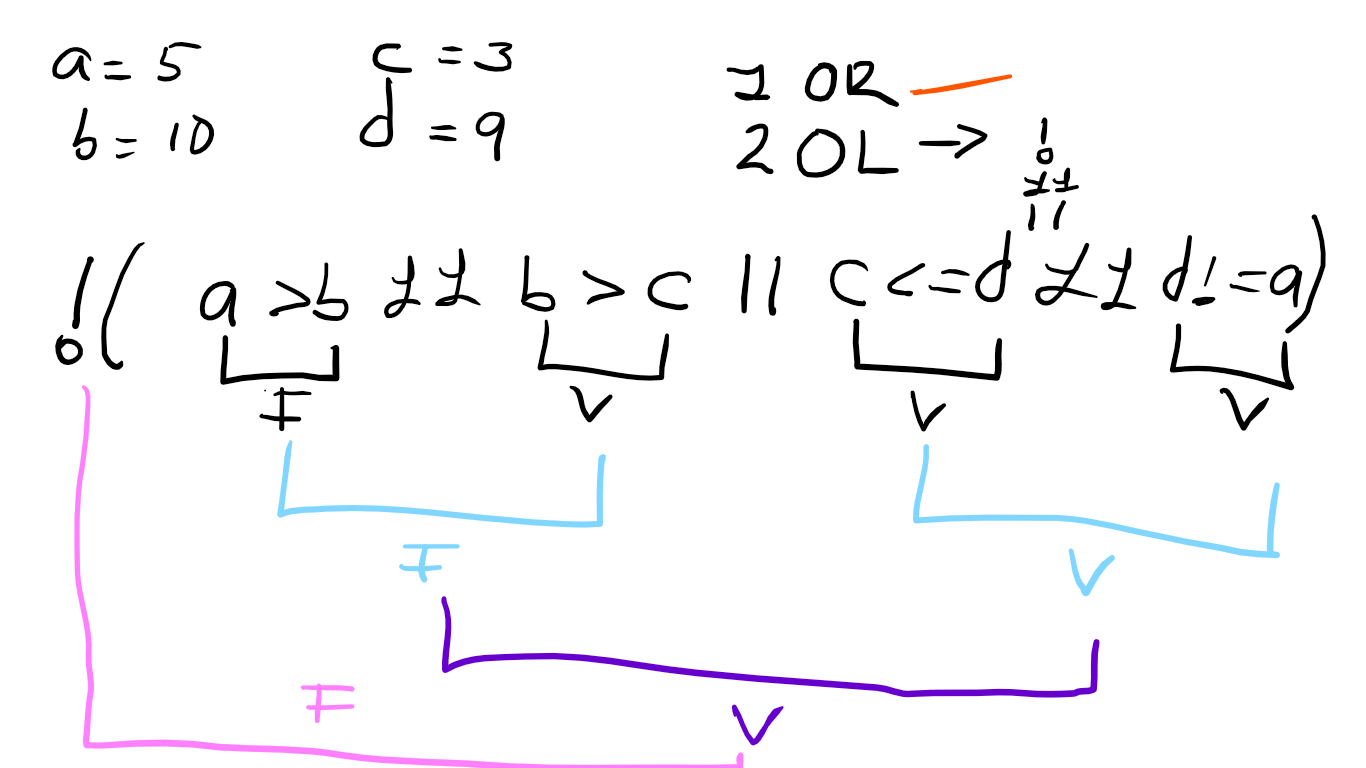 a = 5 c = 3 1 OR
b = 10 d = 9 2 OL → !
&&
||
!( a > b && b > c || c <= d && d != a)
F V V V
F V
F V